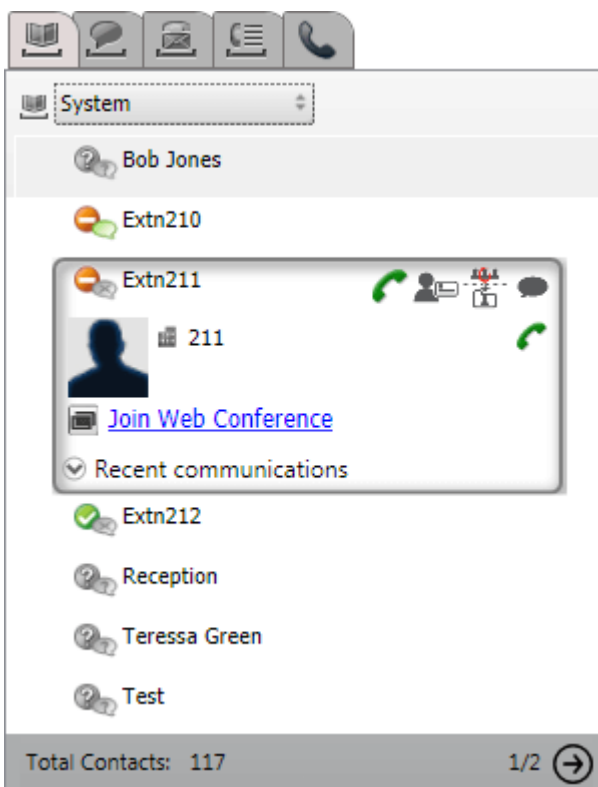 System
Bob Jones
Extn210
Extn211
211
Join Web Conference
Recent communications
Extn212
Reception
Teressa Green
Test
Total Contacts: 117 1/2